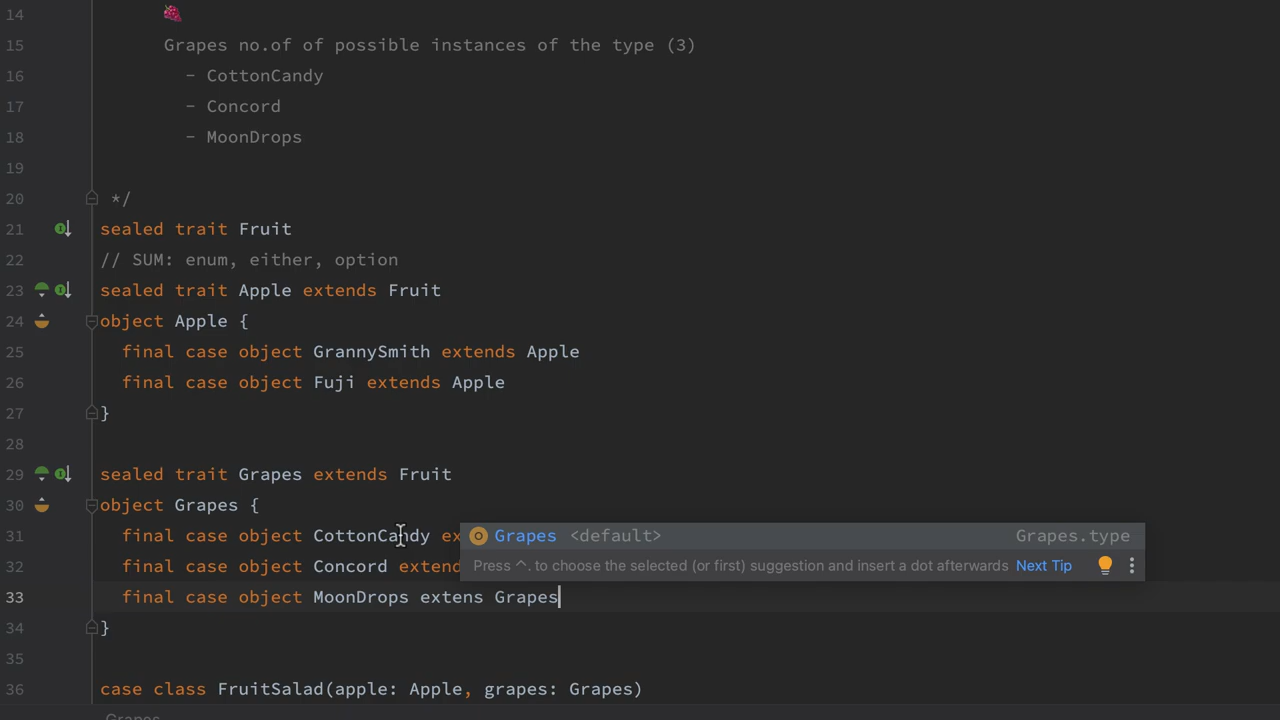 14
15 Grapes no.of of possible instances of the type (3)
16 - CottonCandy
17 - Concord
18 - MoonDrops
19
20 */
21 sealed trait Fruit
22 // SUM: enum, either, option
23 sealed trait Apple extends Fruit
24 object Apple {
25 final case object GrannySmith extends Apple
26 final case object Fuji extends Apple
27 }
28
29 sealed trait Grapes extends Fruit
30 object Grapes {
31 final case object CottonCandy ex
Grapes <default> Grapes.type
32 final case object Concord extend
Press ^. to choose the selected (or first) suggestion and insert a dot afterwards Next Tip
33 final case object MoonDrops extens Grapes
34 }
35
36 case class FruitSalad(apple: Apple, grapes: Grapes)
Grapes